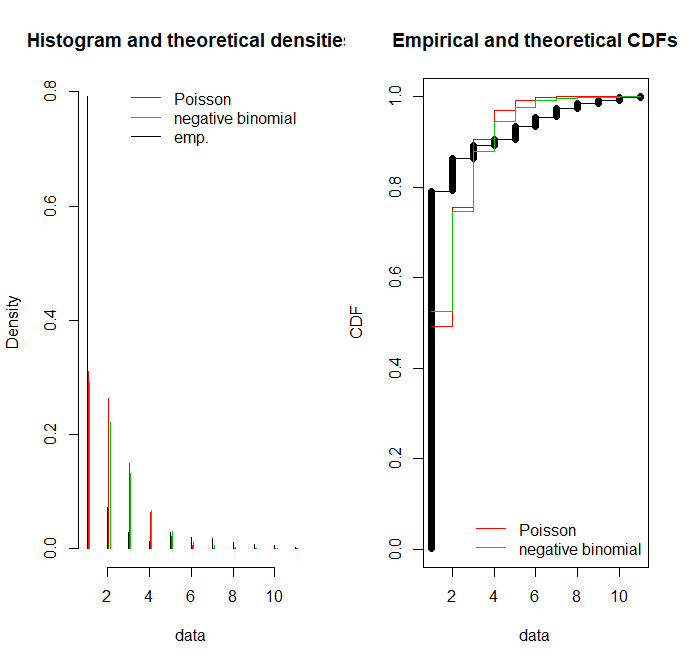 Histogram and theoretical densities
Density
0.0
0.2
0.4
0.6
0.8
Poisson
negative binomial
emp.
2
4
6
8
10
data
Empirical and theoretical CDFs
CDF
0.0
0.2
0.4
0.6
0.8
1.0
Poisson
negative binomial
2
4
6
8
10
data